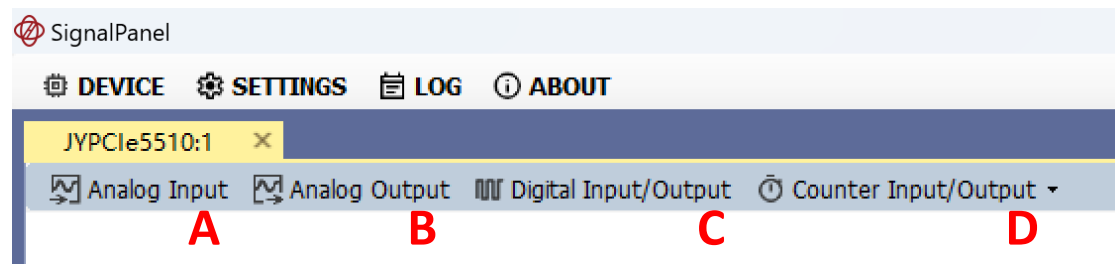 SignalPanel
DEVICE SETTINGS LOG ABOUT
JYPCIe5510:1
Analog Input Analog Output Digital Input/Output Counter Input/Output
A B C D